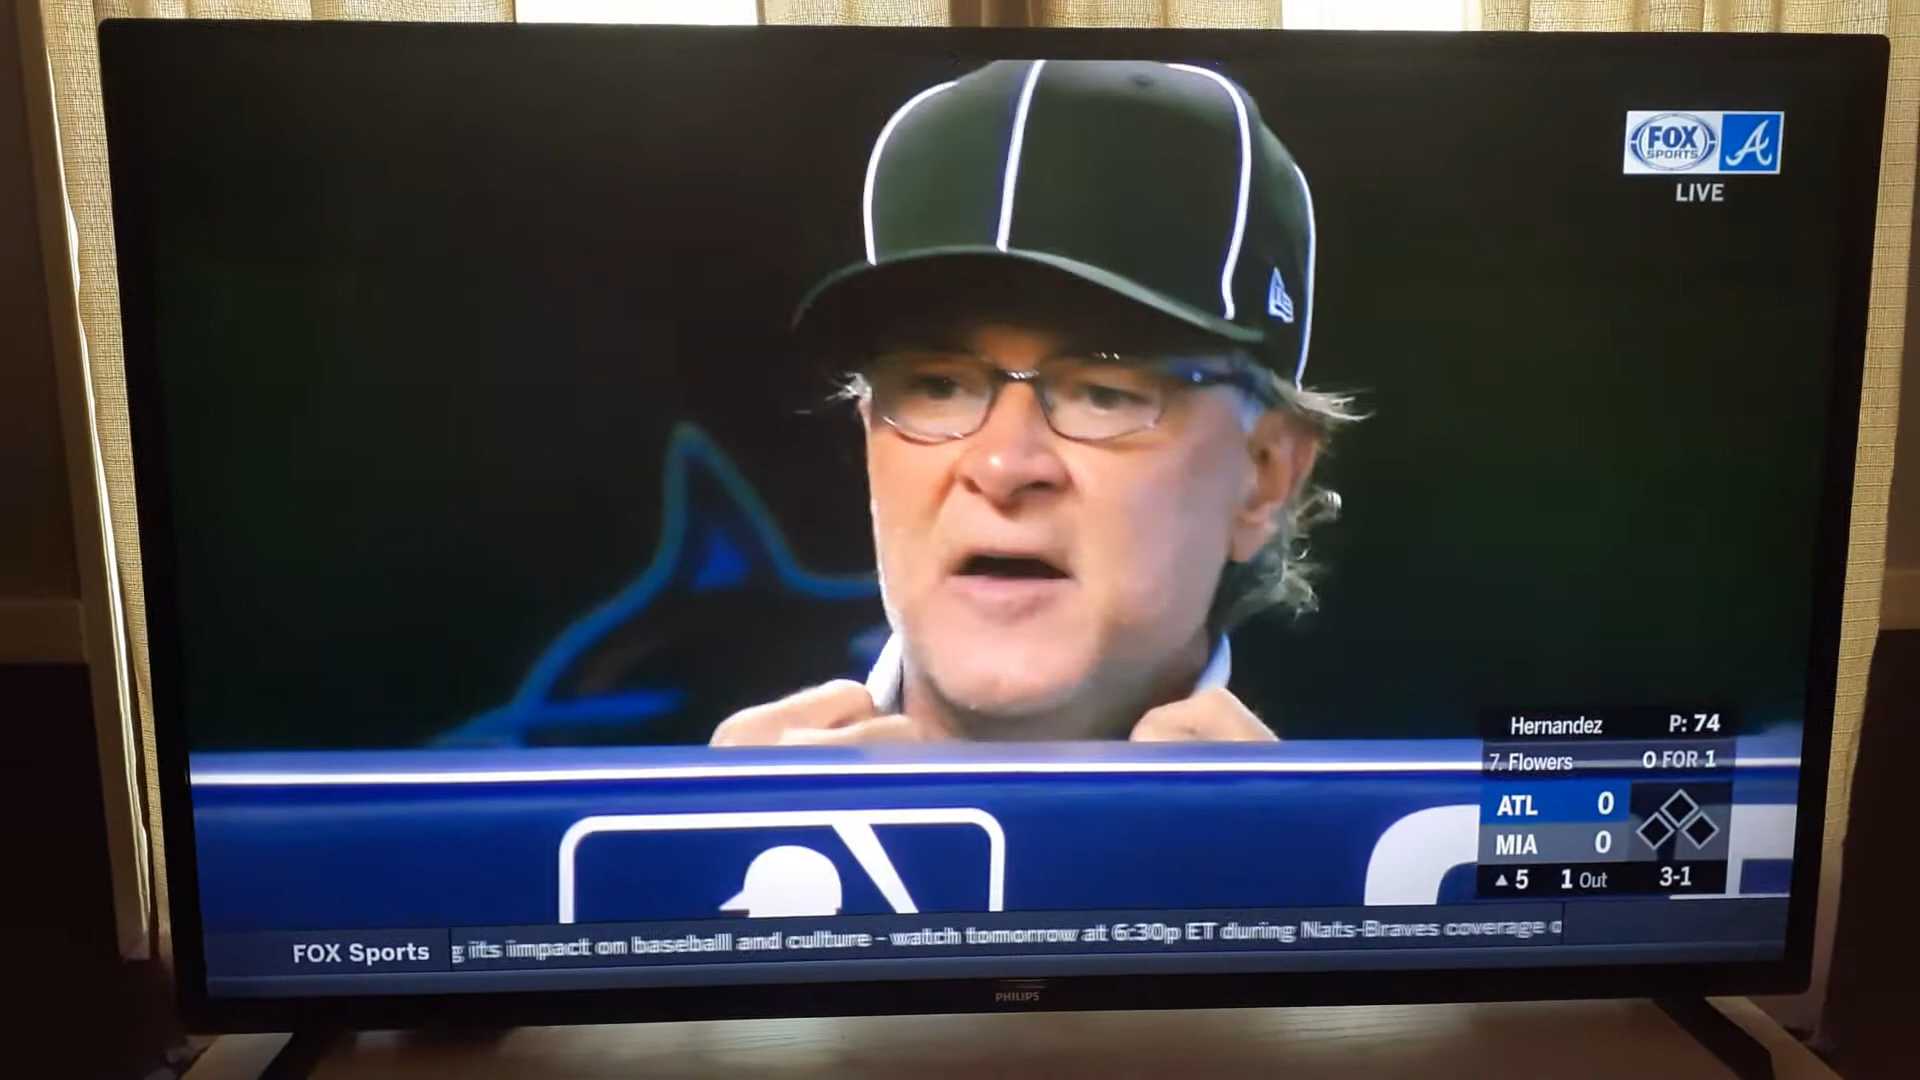 FOX
SPORTS
A
LIVE
Hernandez P: 74
7. Flowers 0 FOR 1
ATL 0
MIA 0
▲ 5 1 Out 3-1
FOX Sports g its impact on baseball and culture - watch tomorrow at 6:30p ET during Nats-Braves coverage o
PHILIPS